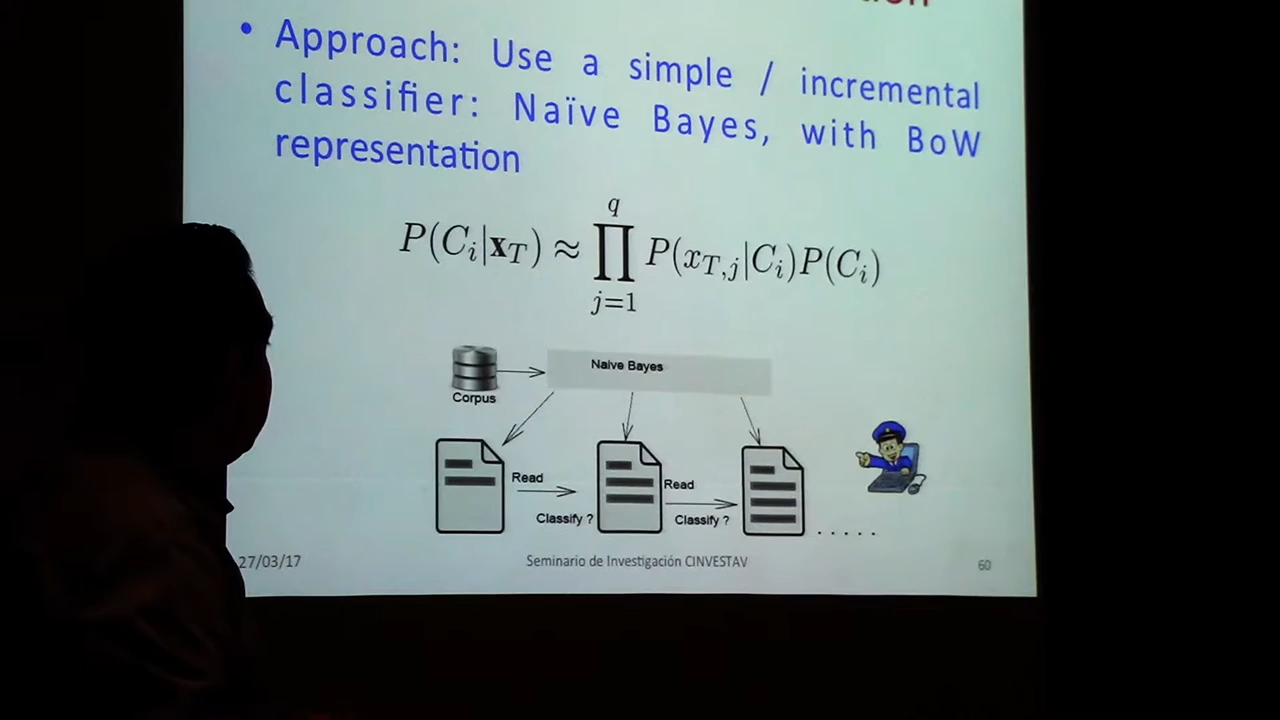 • Approach: Use a simple / incremental
classifier: Naïve Bayes, with BoW
representation
P(C_i|x_T) ≈ ∏_{j=1}^{q} P(x_{T,j}|C_i)P(C_i)
Naive Bayes
Corpus
Read
Read
Classify ?
Classify ?
. . . . .
27/03/17
Seminario de Investigación CINVESTAV
60